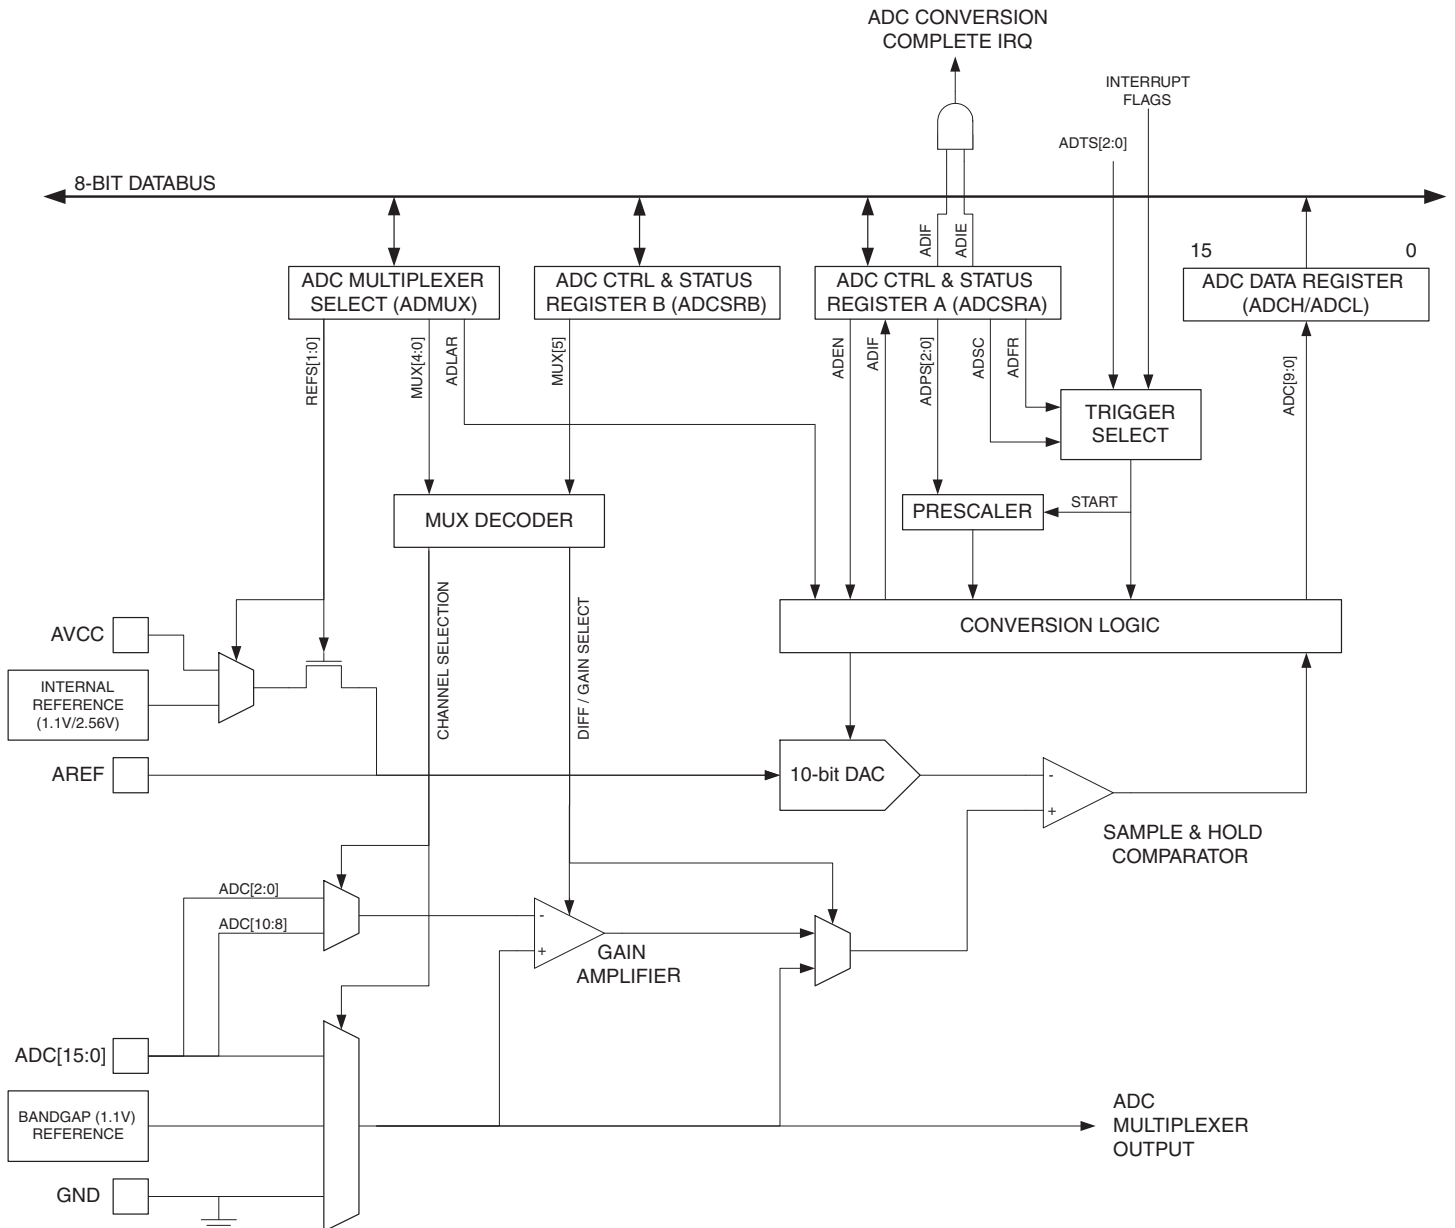 ADC CONVERSION
COMPLETE IRQ
INTERRUPT
FLAGS
ADTS[2:0]
8-BIT DATABUS
ADIF
ADIE
15
0
ADC MULTIPLEXER
SELECT (ADMUX)
ADC CTRL & STATUS
REGISTER B (ADCSRB)
ADC CTRL & STATUS
REGISTER A (ADCSRA)
ADC DATA REGISTER
(ADCH/ADCL)
REFS[1:0]
MUX[4:0]
ADLAR
MUX[5]
ADEN
ADIF
ADPS[2:0]
ADSC
ADFR
ADC[9:0]
TRIGGER
SELECT
MUX DECODER
PRESCALER
START
CHANNEL SELECTION
DIFF / GAIN SELECT
CONVERSION LOGIC
AVCC
INTERNAL
REFERENCE
(1.1V/2.56V)
AREF
10-bit DAC
-
+
SAMPLE & HOLD
COMPARATOR
ADC[2:0]
ADC[10:8]
-
+
GAIN
AMPLIFIER
ADC[15:0]
BANDGAP (1.1V)
REFERENCE
ADC
MULTIPLEXER
OUTPUT
GND